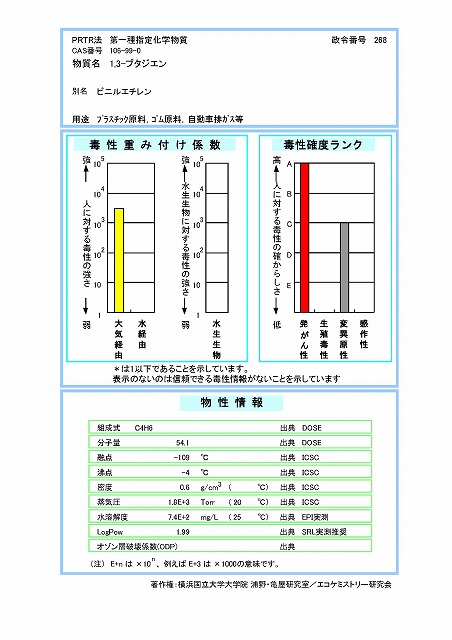 PRTR法 第一種指定化学物質 政令番号 268
CAS番号 106-99-0
物質名 1,3-ブタジエン
別名 ビニルエチレン
用途 プラスチック原料、ゴム原料、自動車排ガス等
毒性重み付け係数
強 人に対する毒性の強さ 弱
10^5
10^4
10^3
10^2
10
1
大気経由
水経由
強 水生生物に対する毒性の強さ 弱
10^5
10^4
10^3
10^2
10
1
水生生物
毒性確度ランク
高 人に対する毒性の確からしさ 低
A
B
C
D
E
発がん性
生殖毒性
変異原性
感作性
*は1以下であることを示しています。
表示のないのは信頼できる毒性情報がないことを示しています
物性情報
組成式 C4H6 出典 DOSE
分子量 54.1 出典 DOSE
融点 -109 ℃ 出典 ICSC
沸点 -4 ℃ 出典 ICSC
密度 0.6 g/cm3 ( ℃) 出典 ICSC
蒸気圧 1.8E+3 Torr (20 ℃) 出典 ICSC
水溶解度 7.4E+2 mg/L (25 ℃) 出典 EPI実測
LogPow 1.99 出典 SRL実測推奨
オゾン層破壊係数(ODP) 出典
(注) E+n は ×10^n、例えば E+3 は ×1000の意味です。
著作権:横浜国立大学大学院 浦野・亀屋研究室/エコケミストリー研究会